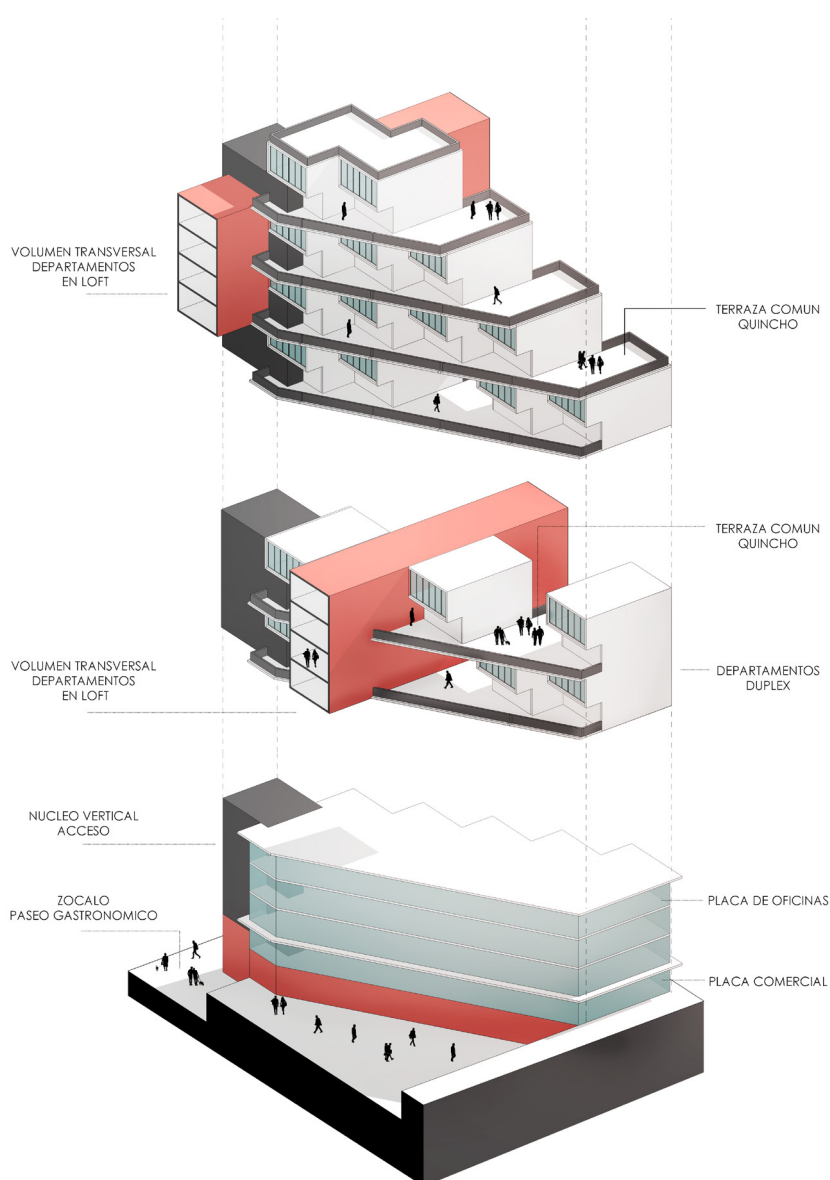 VOLUMEN TRANSVERSAL
DEPARTAMENTOS
EN LOFT
TERRAZA COMUN
QUINCHO
TERRAZA COMUN
QUINCHO
VOLUMEN TRANSVERSAL
DEPARTAMENTOS
EN LOFT
DEPARTAMENTOS
DUPLEX
NUCLEO VERTICAL
ACCESO
ZOCALO
PASEO GASTRONOMICO
PLACA DE OFICINAS
PLACA COMERCIAL